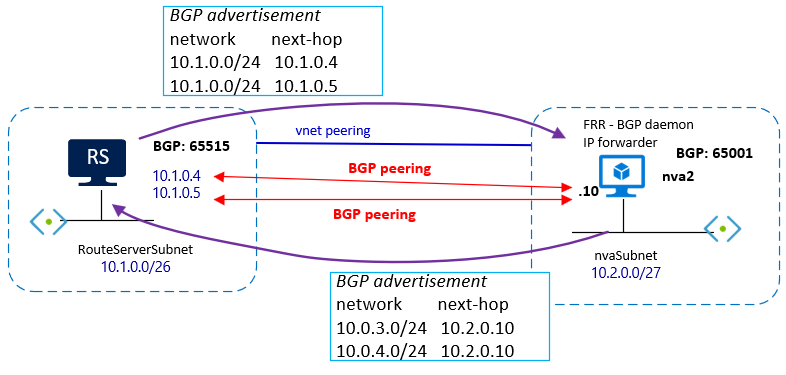 BGP advertisement
network next-hop
10.1.0.0/24 10.1.0.4
10.1.0.0/24 10.1.0.5
vnet peering
RS
BGP: 65515
10.1.0.4
10.1.0.5
RouteServerSubnet
10.1.0.0/26
BGP peering
BGP peering
FRR - BGP daemon
IP forwarder
BGP: 65001
.10
nva2
nvaSubnet
10.2.0.0/27
BGP advertisement
network next-hop
10.0.3.0/24 10.2.0.10
10.0.4.0/24 10.2.0.10